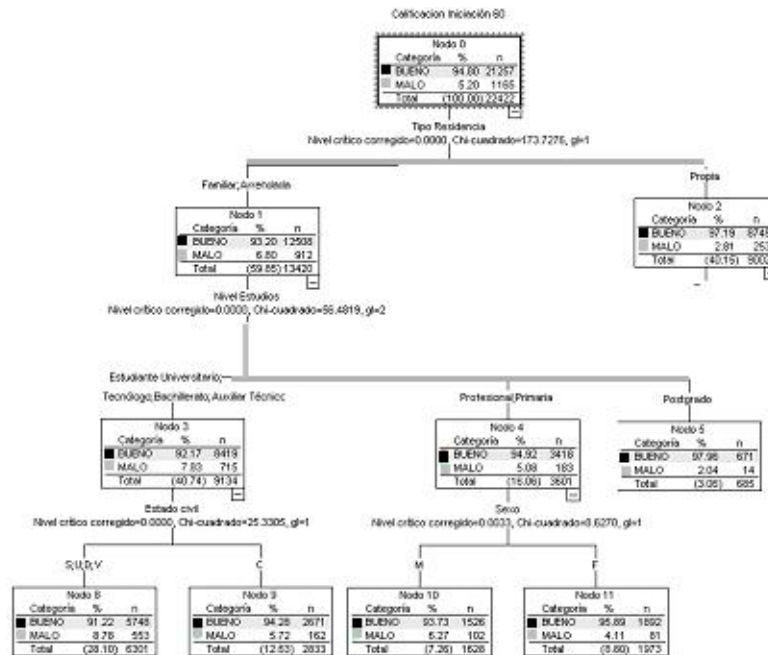 Calificacion Iniciación 60
Nodo 0
Categoría % n
BUENO 94.80 21257
MALO 5.20 1165
Total (100.00) 22422
Tipo Residencia
Nivel crítico corregido=0.0000, Chi-cuadrado=173.7276, gl=1
Familiar;Arrendada
Propia
Nodo 1
Categoría % n
BUENO 93.20 12508
MALO 6.80 912
Total (59.85) 13420
Nodo 2
Categoría % n
BUENO 97.19 8749
MALO 2.81 253
Total (40.15) 9002
Nivel Estudios
Nivel crítico corregido=0.0000, Chi-cuadrado=56.4819, gl=2
Estudiante Universitario;
Tecnólogo;Bachillerato;Auxiliar Técnico;
Profesional;Primaria
Postgrado
Nodo 3
Categoría % n
BUENO 92.17 8419
MALO 7.83 715
Total (40.74) 9134
Nodo 4
Categoría % n
BUENO 94.92 3418
MALO 5.08 183
Total (16.06) 3601
Nodo 5
Categoría % n
BUENO 97.96 671
MALO 2.04 14
Total (3.06) 685
Estado civil
Nivel crítico corregido=0.0000, Chi-cuadrado=25.3305, gl=1
Sexo
Nivel crítico corregido=0.0033, Chi-cuadrado=8.6270, gl=1
S;U;D;V
C
M
F
Nodo 8
Categoría % n
BUENO 91.22 5748
MALO 8.78 553
Total (28.10) 6301
Nodo 9
Categoría % n
BUENO 94.28 2671
MALO 5.72 162
Total (12.63) 2833
Nodo 10
Categoría % n
BUENO 93.73 1526
MALO 6.27 102
Total (7.26) 1628
Nodo 11
Categoría % n
BUENO 95.89 1892
MALO 4.11 81
Total (8.80) 1973